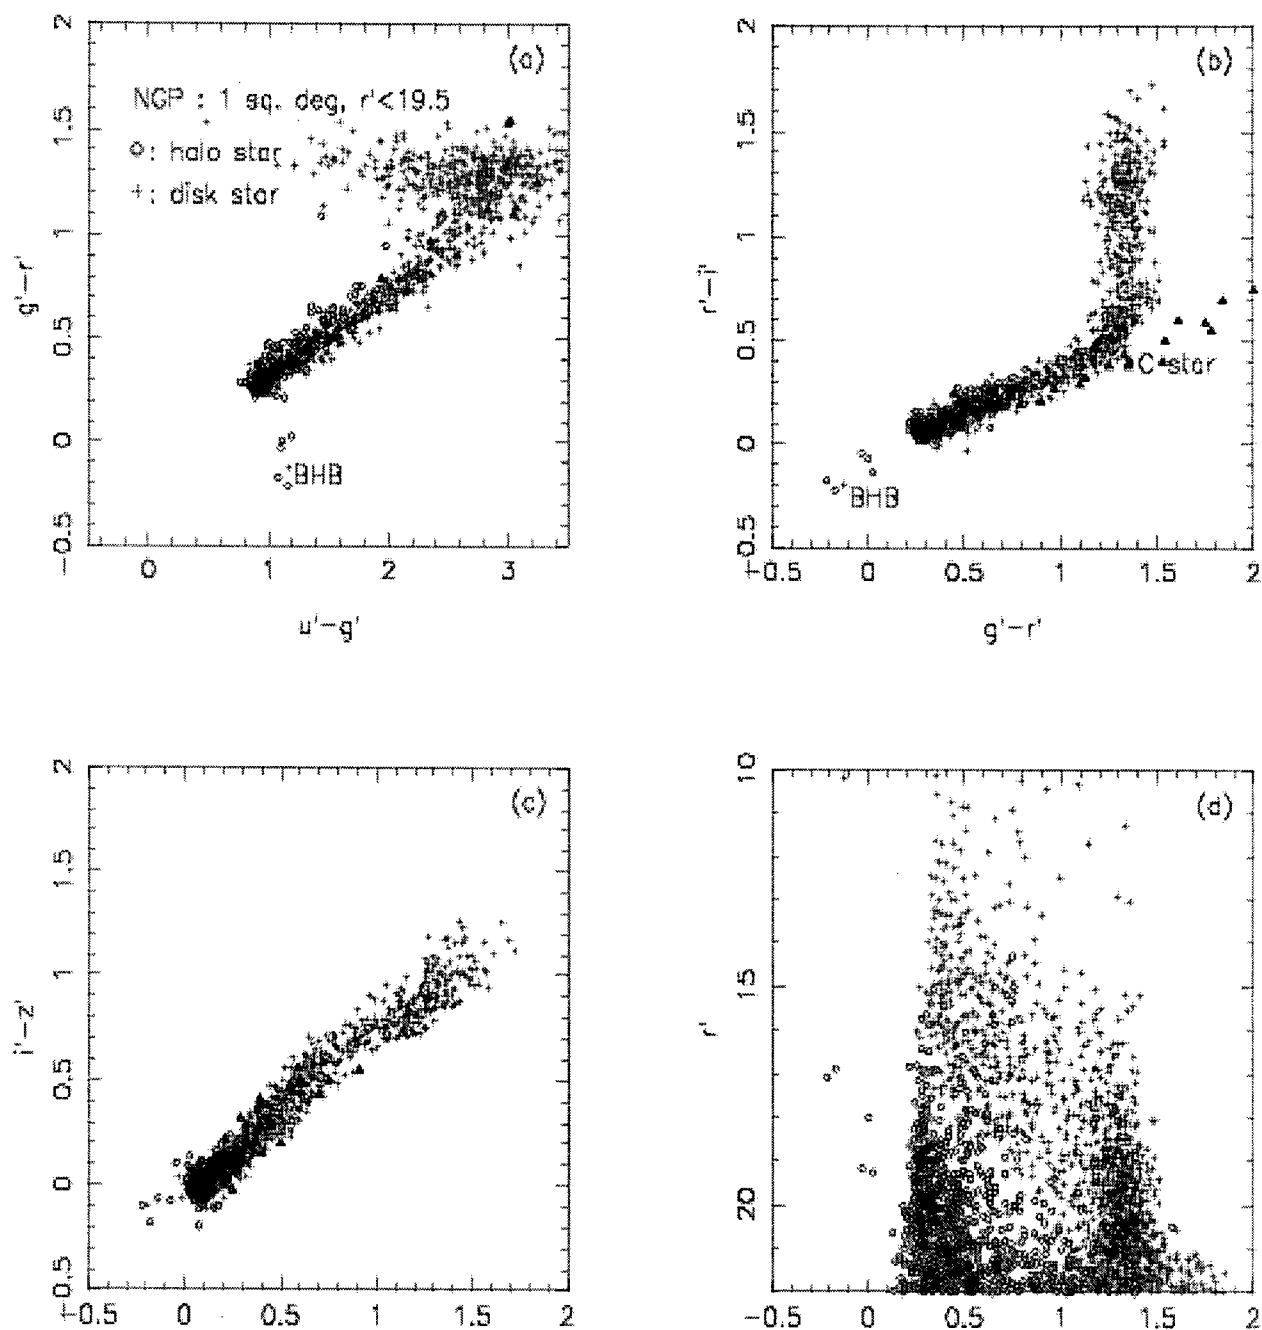 2
1.5
1
0.5
0
−0.5
g'−r'
(a)
NGP : 1 sq. deg, r'<19.5
o: halo star
+: disk star
BHB
0 1 2 3
u'−g'
2
1.5
1
0.5
0
−0.5
r'−i'
(b)
C star
BHB
−0.5 0 0.5 1 1.5 2
g'−r'
2
1.5
1
0.5
0
−0.5
i'−z'
(c)
−0.5 0 0.5 1 1.5 2
10
15
20
r'
(d)
−0.5 0 0.5 1 1.5 2